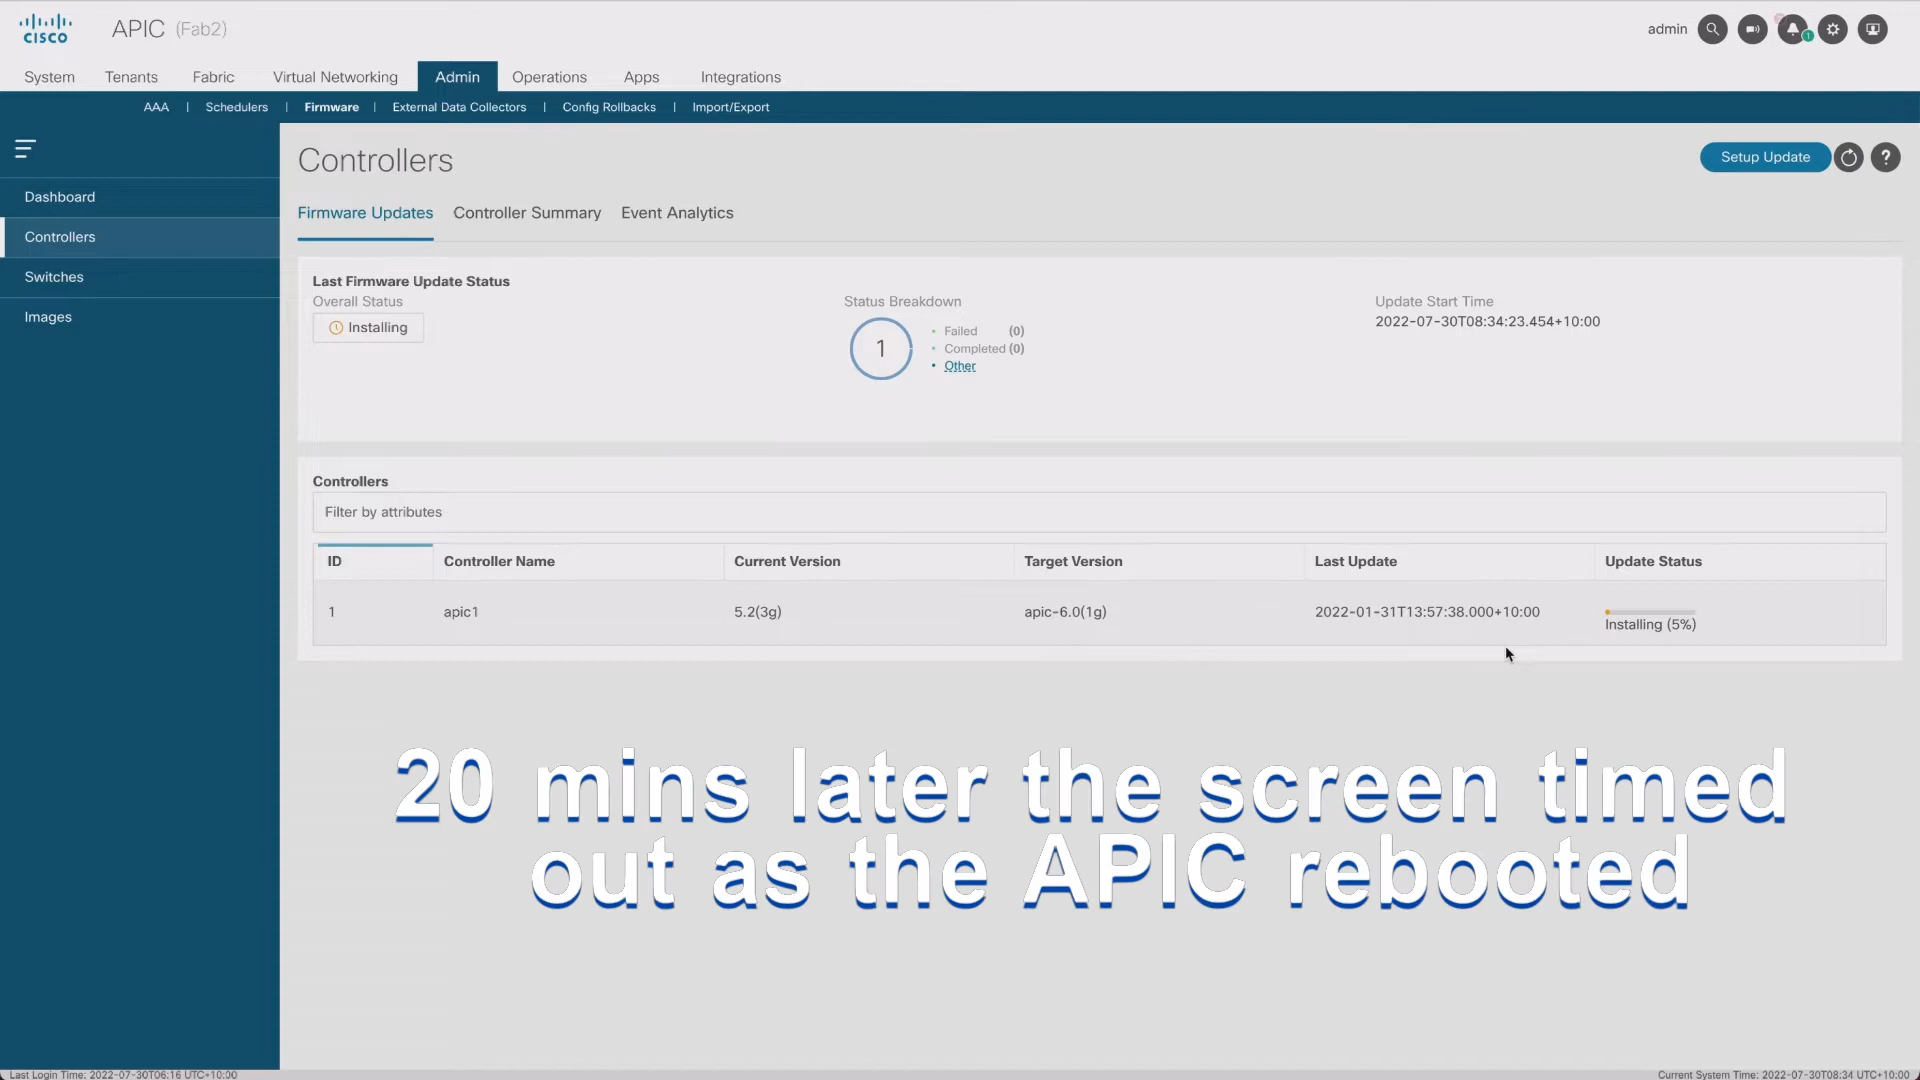 CISCO
APIC (Fab2)
admin
1
System Tenants Fabric Virtual Networking Admin Operations Apps Integrations
AAA | Schedulers | Firmware | External Data Collectors | Config Rollbacks | Import/Export
Dashboard
Controllers
Switches
Images
Controllers
Setup Update ?
Firmware Updates Controller Summary Event Analytics
Last Firmware Update Status
Overall Status
Installing
Status Breakdown
1
Failed (0)
Completed (0)
Other
Update Start Time
2022-07-30T08:34:23.454+10:00
Controllers
Filter by attributes
ID Controller Name Current Version Target Version Last Update Update Status
1 apic1 5.2(3g) apic-6.0(1g) 2022-01-31T13:57:38.000+10:00 Installing (5%)
20 mins later the screen timed
out as the APIC rebooted
Last Login Time: 2022-07-30T06:16 UTC+10:00
Current System Time: 2022-07-30T08:34 UTC+10:00